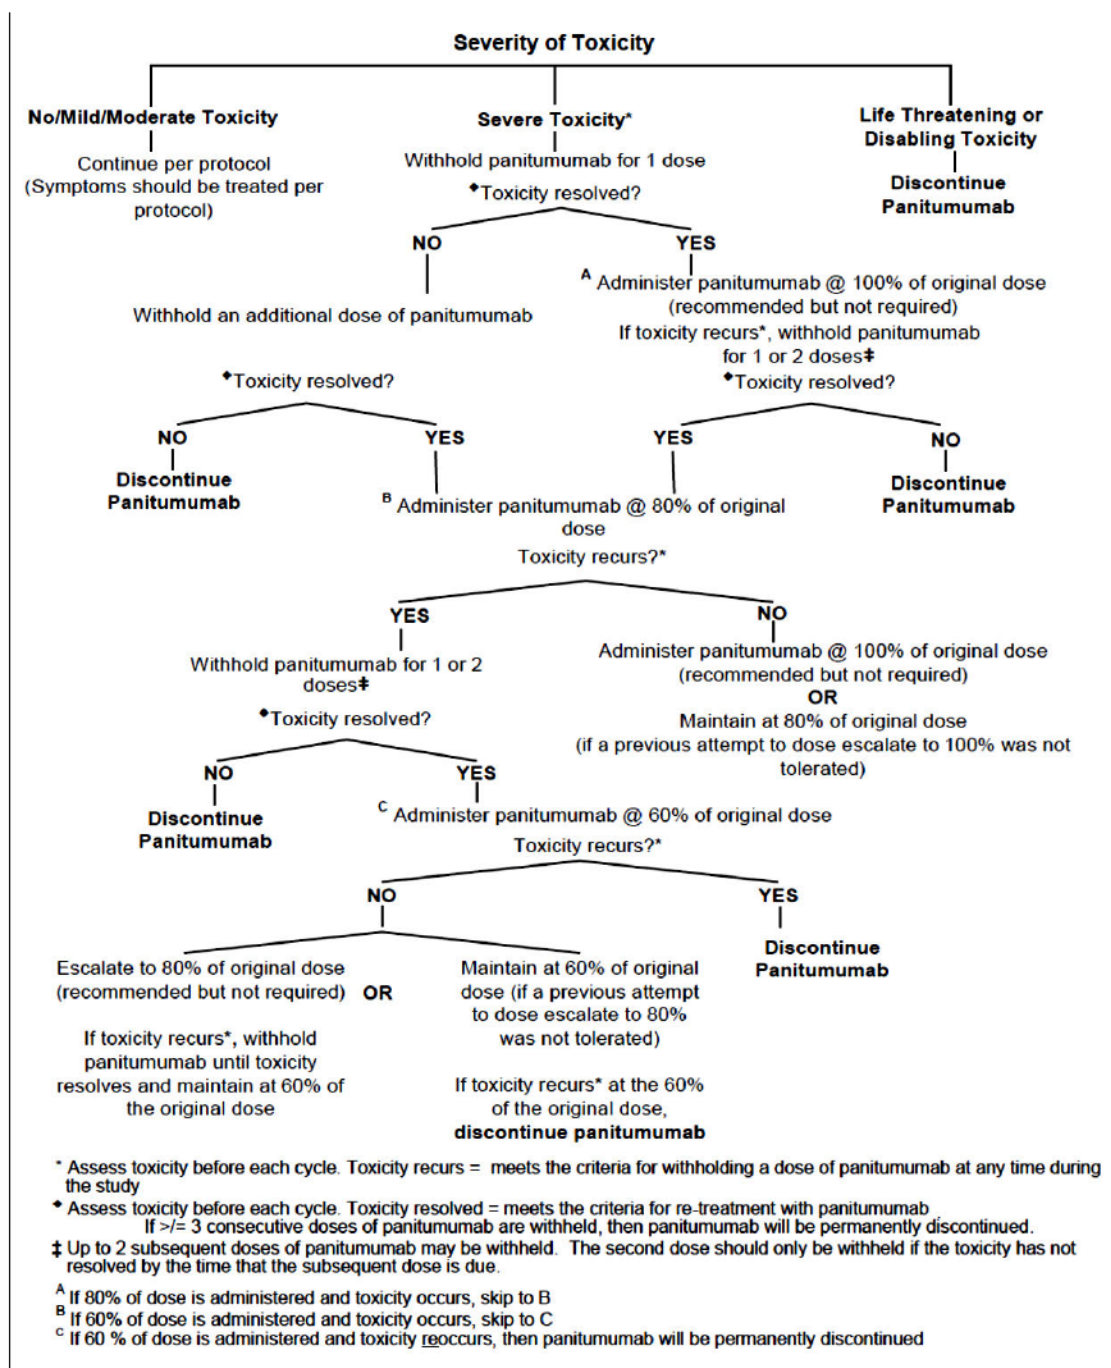 Severity of Toxicity
No/Mild/Moderate Toxicity
Continue per protocol
(Symptoms should be treated per
protocol)
Severe Toxicity*
Withhold panitumumab for 1 dose
◆Toxicity resolved?
Life Threatening or
Disabling Toxicity
Discontinue
Panitumumab
NO
YES
Withhold an additional dose of panitumumab
A Administer panitumumab @ 100% of original dose
(recommended but not required)
If toxicity recurs*, withhold panitumumab
for 1 or 2 doses‡
◆Toxicity resolved?
◆Toxicity resolved?
NO
YES
YES
NO
Discontinue
Panitumumab
Discontinue
Panitumumab
B Administer panitumumab @ 80% of original
dose
Toxicity recurs?*
YES
NO
Withhold panitumumab for 1 or 2
doses‡
◆Toxicity resolved?
Administer panitumumab @ 100% of original dose
(recommended but not required)
OR
Maintain at 80% of original dose
(if a previous attempt to dose escalate to 100% was not
tolerated)
NO
YES
Discontinue
Panitumumab
C Administer panitumumab @ 60% of original dose
Toxicity recurs?*
NO
YES
Discontinue
Panitumumab
Escalate to 80% of original dose
(recommended but not required) OR
If toxicity recurs*, withhold
panitumumab until toxicity
resolves and maintain at 60% of
the original dose
Maintain at 60% of original
dose (if a previous attempt
to dose escalate to 80%
was not tolerated)
If toxicity recurs* at the 60%
of the original dose,
discontinue panitumumab
* Assess toxicity before each cycle. Toxicity recurs = meets the criteria for withholding a dose of panitumumab at any time during
the study
◆ Assess toxicity before each cycle. Toxicity resolved = meets the criteria for re-treatment with panitumumab .
If >/= 3 consecutive doses of panitumumab are withheld, then panitumumab will be permanently discontinued.
‡ Up to 2 subsequent doses of panitumumab may be withheld. The second dose should only be withheld if the toxicity has not
resolved by the time that the subsequent dose is due.
A If 80% of dose is administered and toxicity occurs, skip to B
B If 60% of dose is administered and toxicity occurs, skip to C
C If 60 % of dose is administered and toxicity reoccurs, then panitumumab will be permanently discontinued